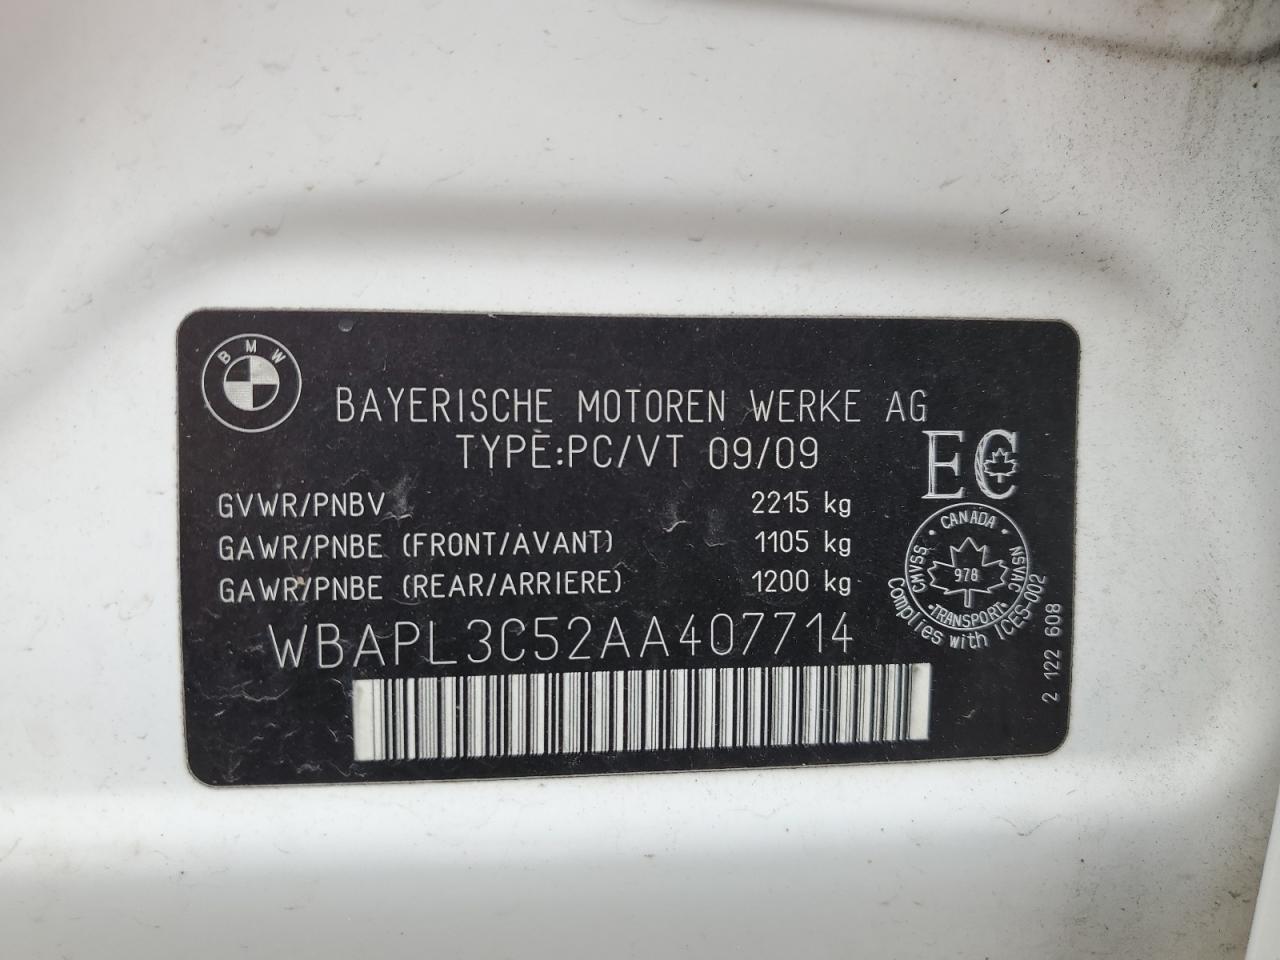 BMW
BAYERISCHE MOTOREN WERKE AG
TYPE:PC/VT 09/09
EC
GVWR/PNBV 2215 kg
GAWR/PNBE (FRONT/AVANT) 1105 kg
GAWR/PNBE (REAR/ARRIERE) 1200 kg
CANADA
CMVSS NSVAC
978
TRANSPORT
Complies with ICES-002
WBAPL3C52AA407714
2 122 608